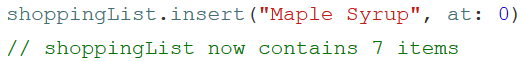 shoppingList.insert("Maple Syrup", at: 0)
// shoppingList now contains 7 items